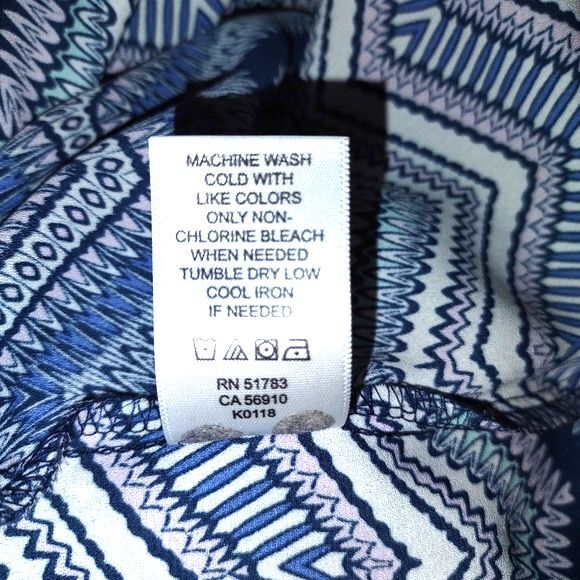 MACHINE WASH
COLD WITH
LIKE COLORS
ONLY NON-
CHLORINE BLEACH
WHEN NEEDED
TUMBLE DRY LOW
COOL IRON
IF NEEDED
RN 51783
CA 56910
K0118